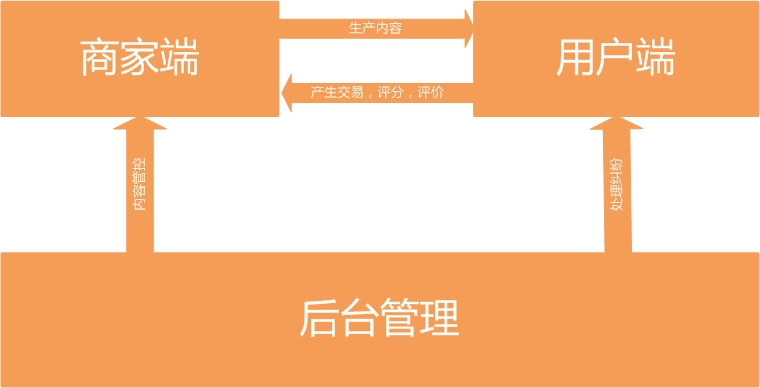 商家端
生产内容
用户端
产生交易，评分，评价
内容管控
处理纠纷
后台管理